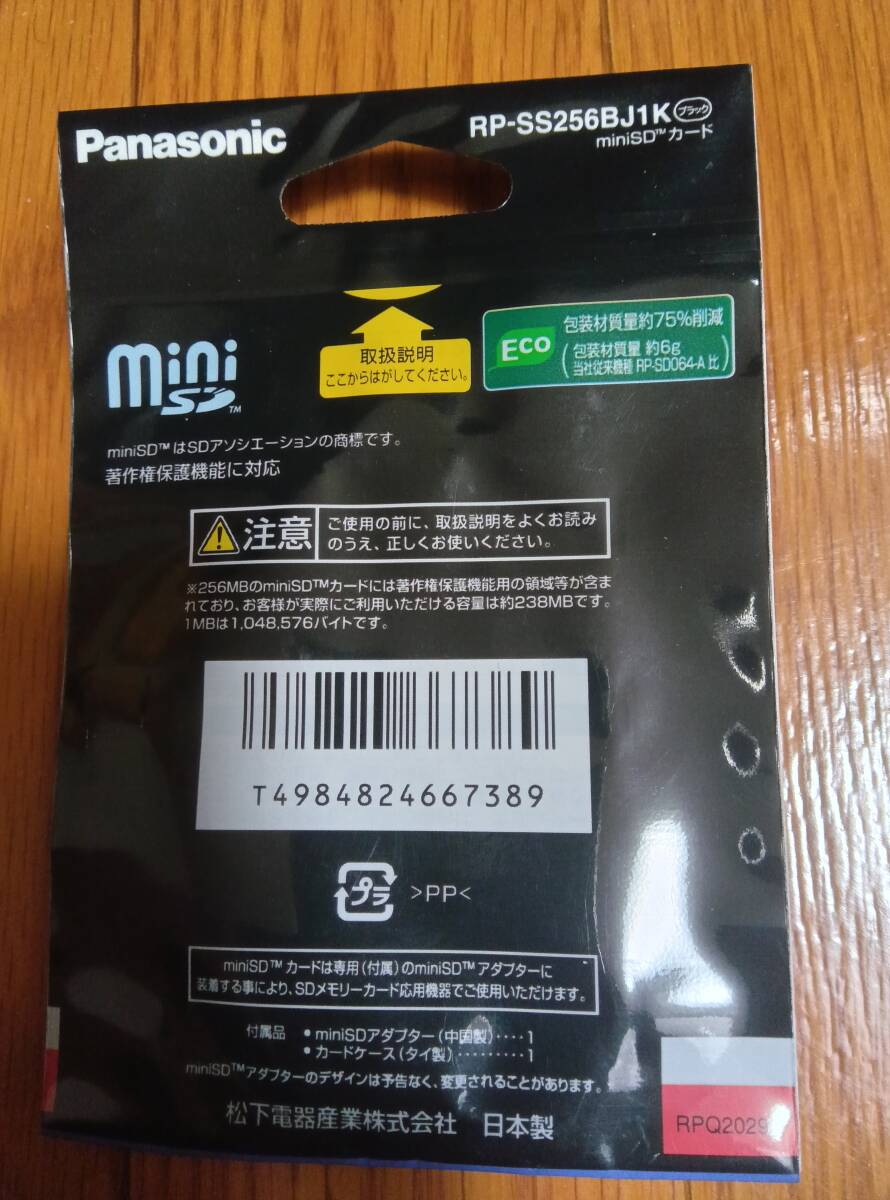 Panasonic
RP-SS256BJ1K ブラック
miniSD™カード
取扱説明
ここからはがしてください。
Eco
包装材質量約75%削減
包装材質量 約6g
当社従来機種 RP-SD064-A 比
mini
SD™
miniSD™はSDアソシエーションの商標です。
著作権保護機能に対応
注意
ご使用の前に、取扱説明をよくお読み
のうえ、正しくお使いください。
※256MBのminiSD™カードには著作権保護機能用の領域等が含ま
れており、お客様が実際にご利用いただける容量は約238MBです。
1MBは1,048,576バイトです。
T4984824667389
プラ >PP<
miniSD™ カードは専用(付属)のminiSD™ アダプターに
装着する事により、SDメモリーカード応用機器でご使用いただけます。
付属品 ●miniSDアダプター(中国製)‥‥1
●カードケース(タイ製)‥‥‥‥‥1
miniSD™アダプターのデザインは予告なく、変更されることがあります。
松下電器産業株式会社 日本製
RPQ2029